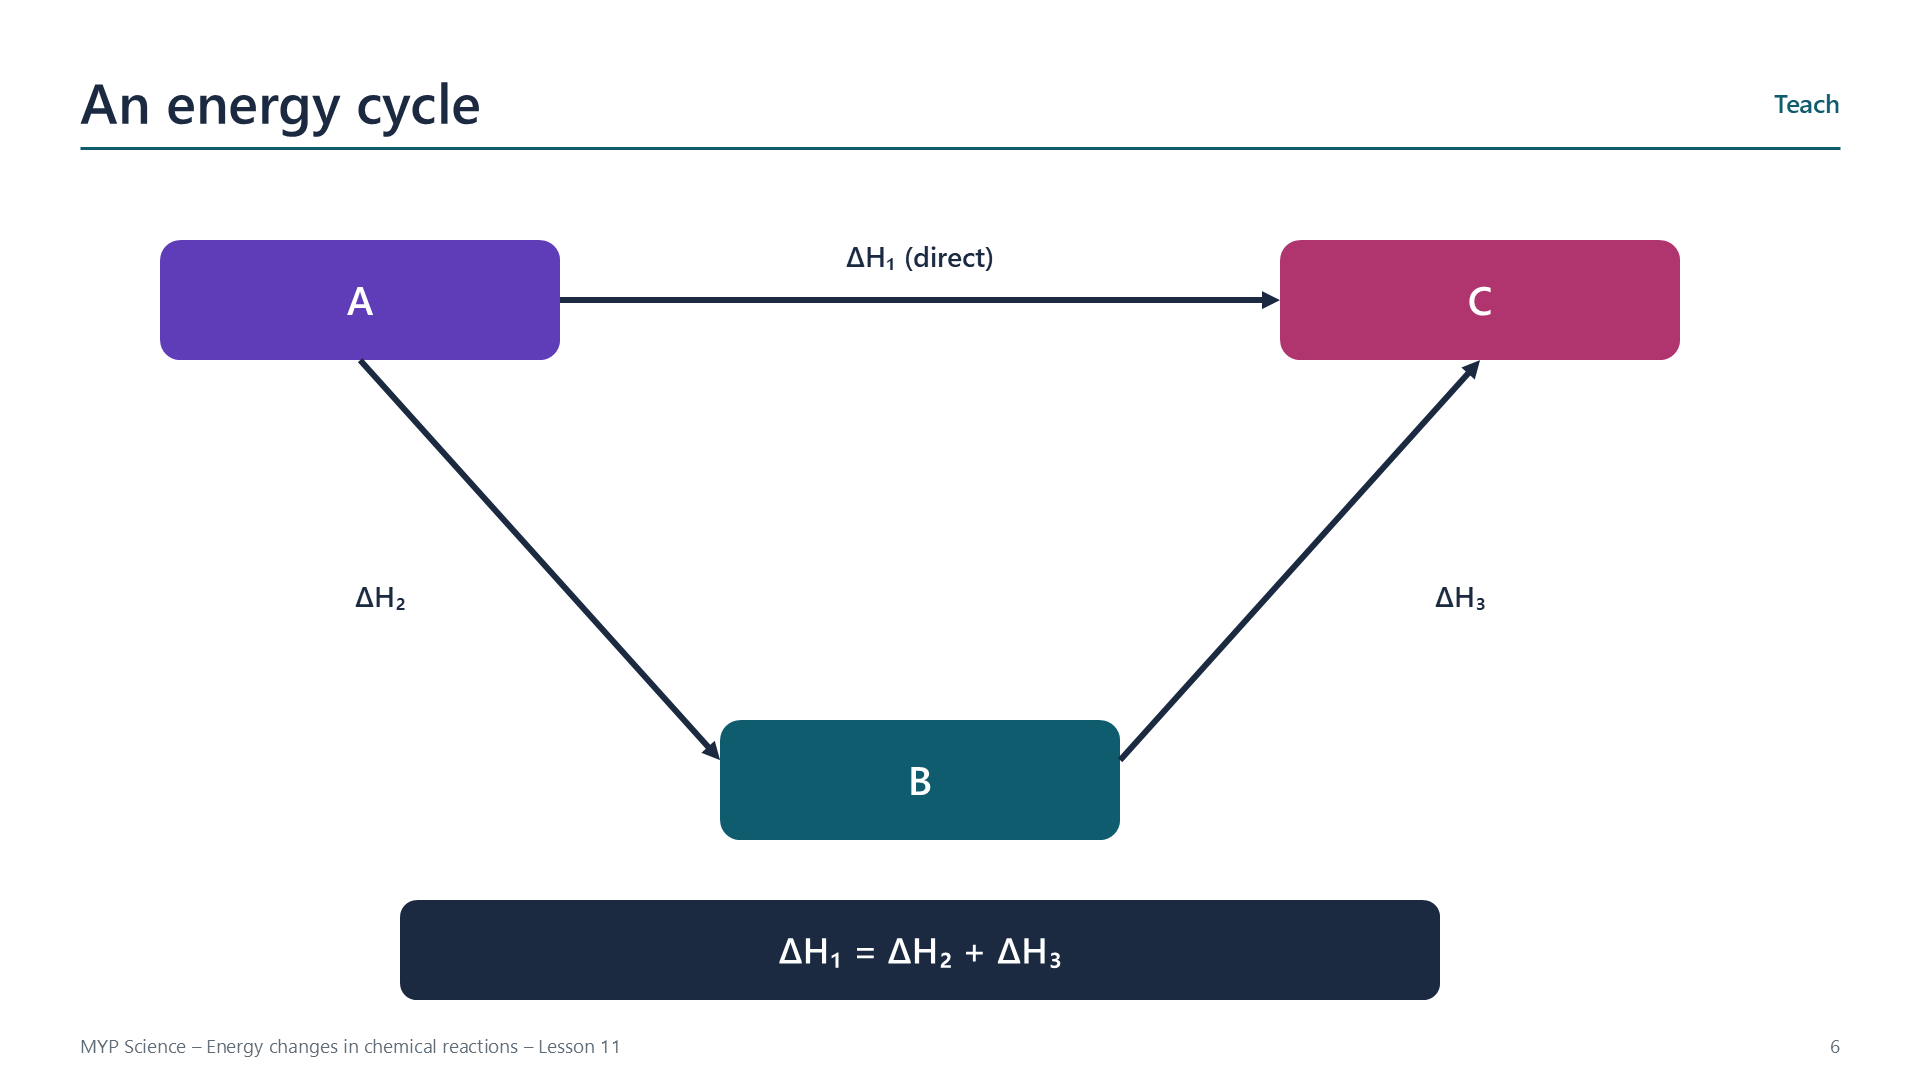 An energy cycle
Teach
ΔH₁ (direct)
A
C
ΔH₂
ΔH₃
B
ΔH₁ = ΔH₂ + ΔH₃
MYP Science – Energy changes in chemical reactions – Lesson 11
6